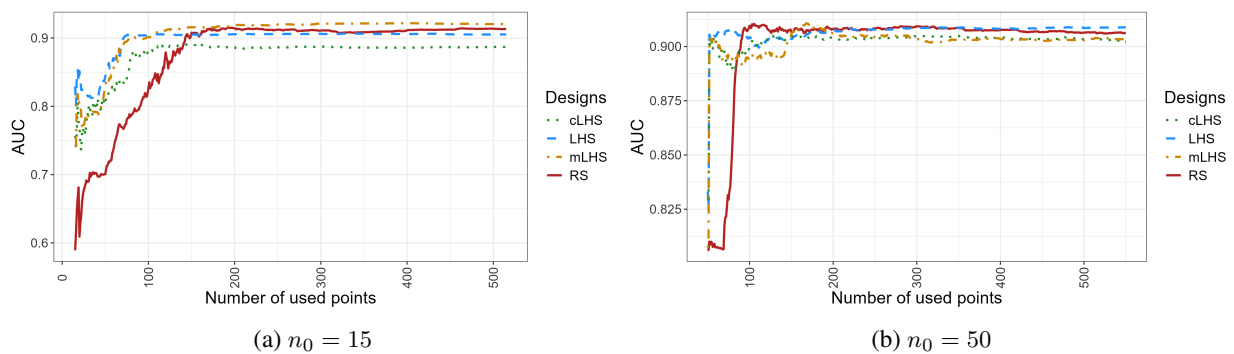 AUC
0.9
0.8
0.7
0.6
0
100
200
300
400
500
Number of used points
Designs
cLHS
LHS
mLHS
RS
(a) n₀ = 15
AUC
0.900
0.875
0.850
0.825
100
200
300
400
500
Number of used points
Designs
cLHS
LHS
mLHS
RS
(b) n₀ = 50